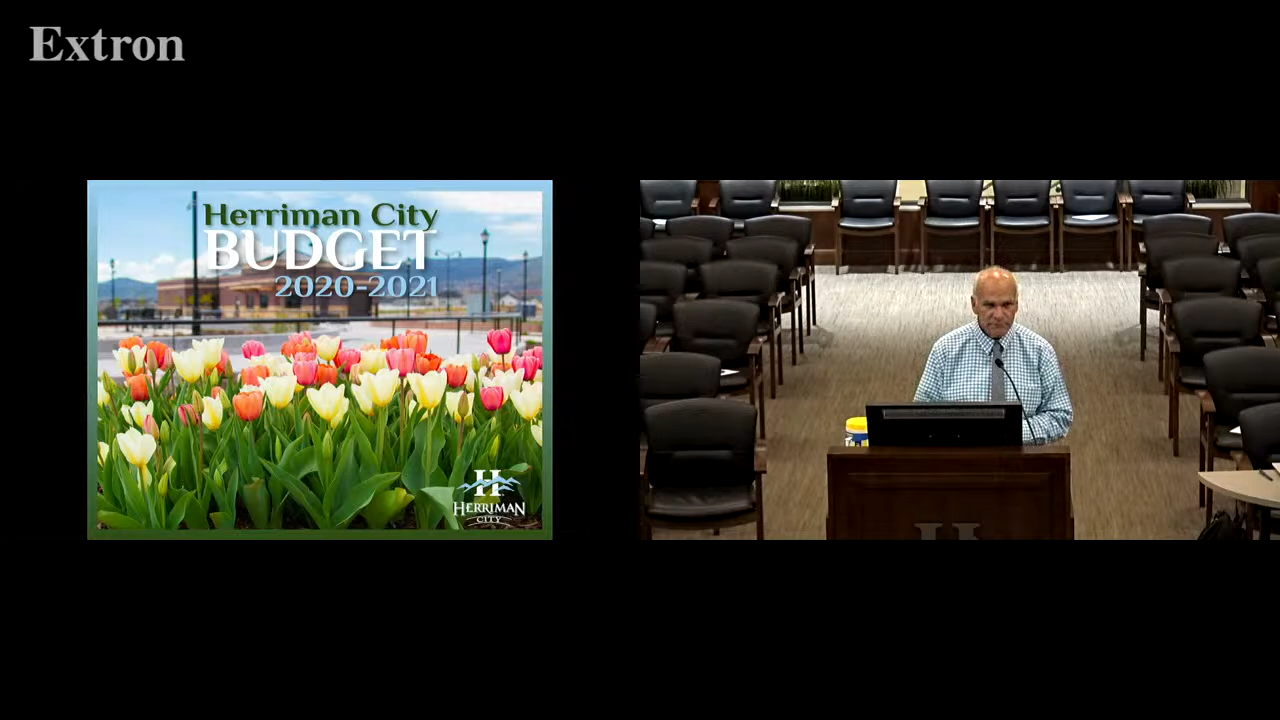 Extron
Herriman City
BUDGET
2020-2021
H
HERRIMAN
CITY
H